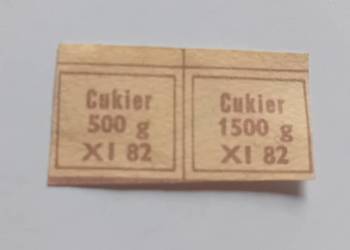 Cukier
500 g
XI 82
Cukier
1500 g
XI 82